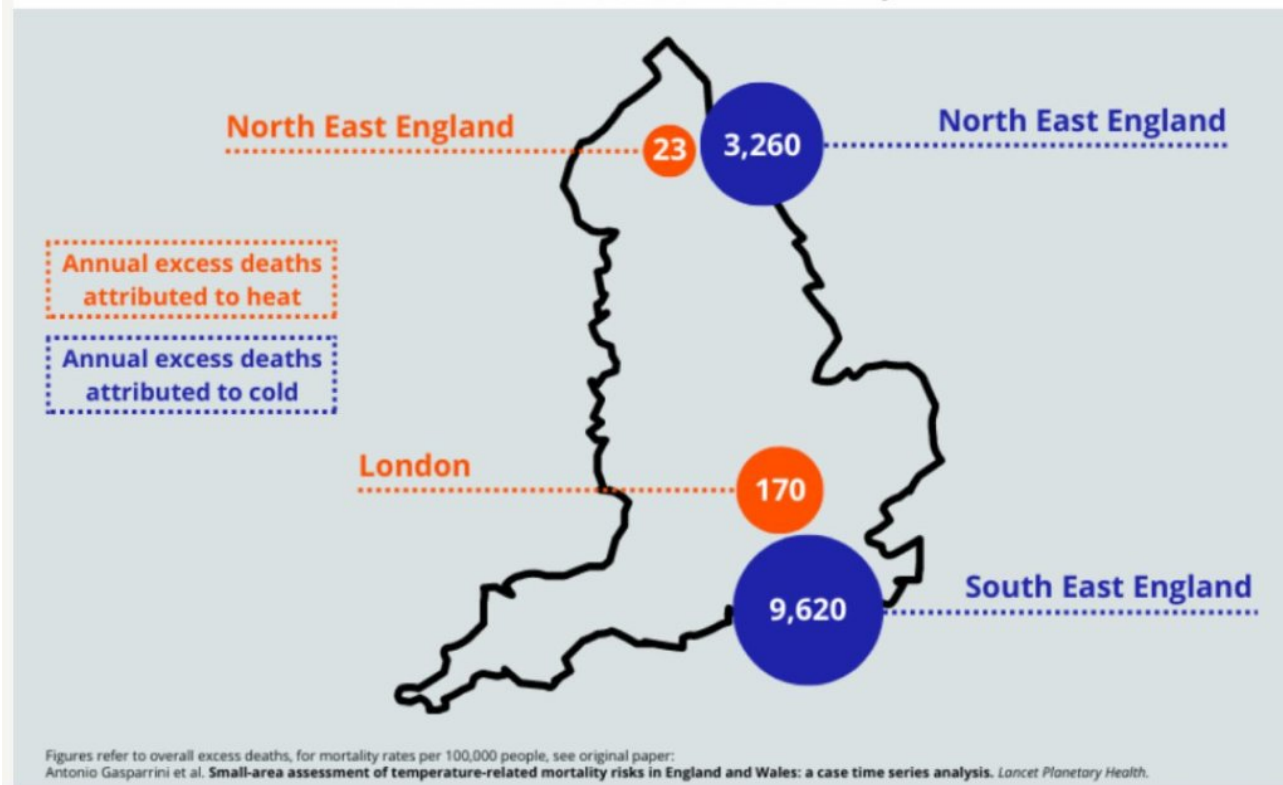 North East England
23
3,260
North East England
Annual excess deaths
attributed to heat
Annual excess deaths
attributed to cold
London
170
9,620
South East England
Figures refer to overall excess deaths, for mortality rates per 100,000 people, see original paper:
Antonio Gasparrini et al. Small-area assessment of temperature-related mortality risks in England and Wales: a case time series analysis. Lancet Planetary Health.